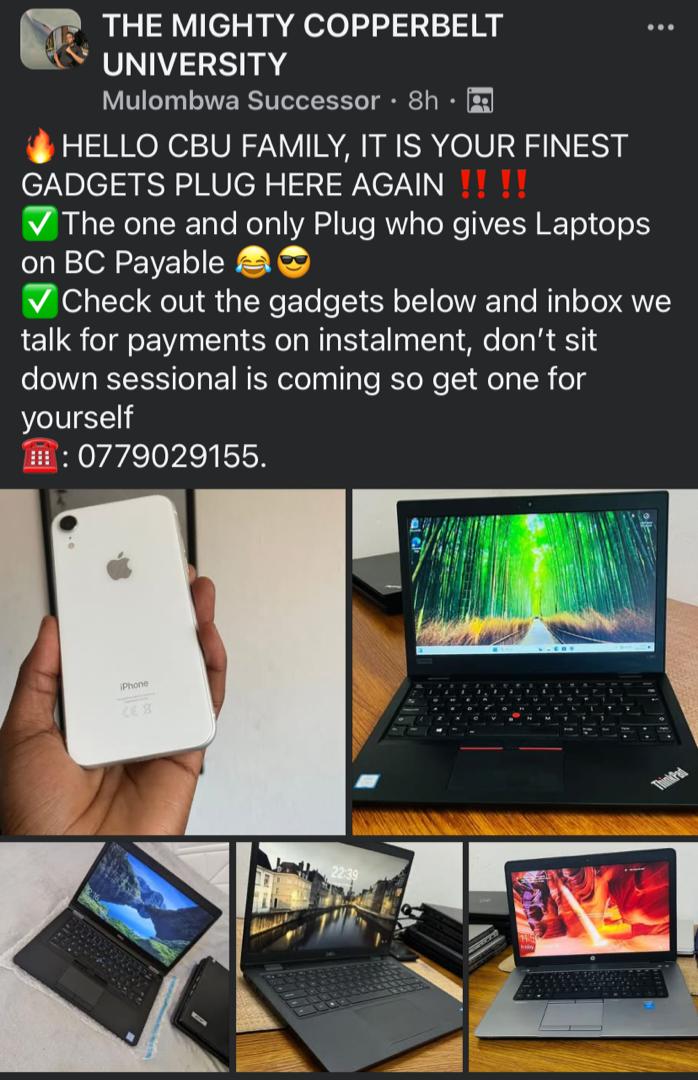 THE MIGHTY COPPERBELT
UNIVERSITY
Mulombwa Successor · 8h ·
🔥HELLO CBU FAMILY, IT IS YOUR FINEST
GADGETS PLUG HERE AGAIN ‼️ ‼️
✅The one and only Plug who gives Laptops
on BC Payable 😂😎
✅Check out the gadgets below and inbox we
talk for payments on instalment, don’t sit
down sessional is coming so get one for
yourself
☎️: 0779029155.
iPhone
ThinkPad
22:39